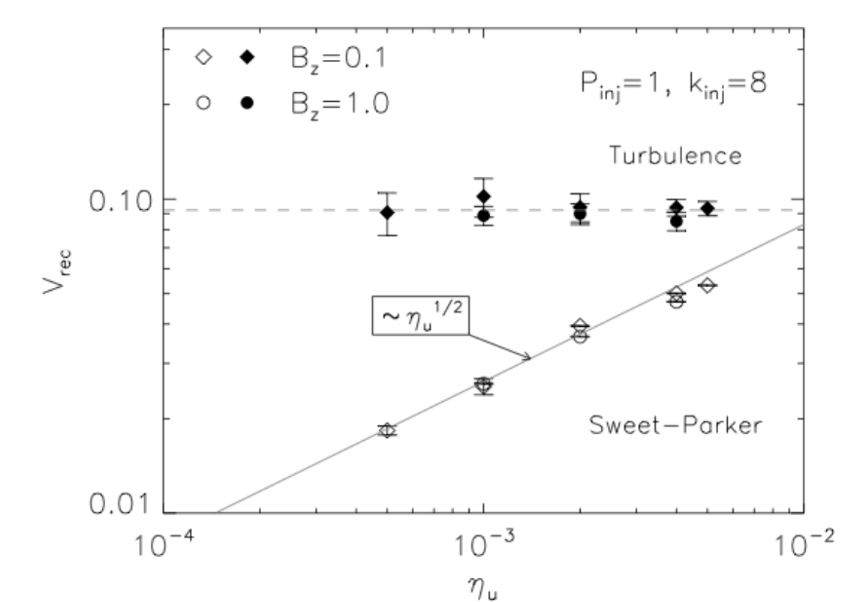 B_z=0.1
B_z=1.0
P_inj=1, k_inj=8
Turbulence
0.10
V_rec
~ η_u^1/2
Sweet−Parker
0.01
10^-4
10^-3
10^-2
η_u